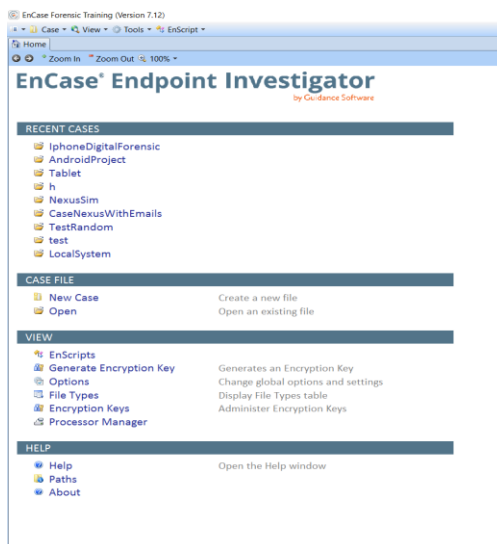 EnCase Forensic Training (Version 7.12)
Case View Tools EnScript
Home
Zoom In Zoom Out 100%
EnCase® Endpoint Investigator
by Guidance Software
RECENT CASES
IphoneDigitalForensic
AndroidProject
Tablet
h
NexusSim
CaseNexusWithEmails
TestRandom
test
LocalSystem
CASE FILE
New Case Create a new file
Open Open an existing file
VIEW
EnScripts
Generate Encryption Key Generates an Encryption Key
Options Change global options and settings
File Types Display File Types table
Encryption Keys Administer Encryption Keys
Processor Manager
HELP
Help Open the Help window
Paths
About